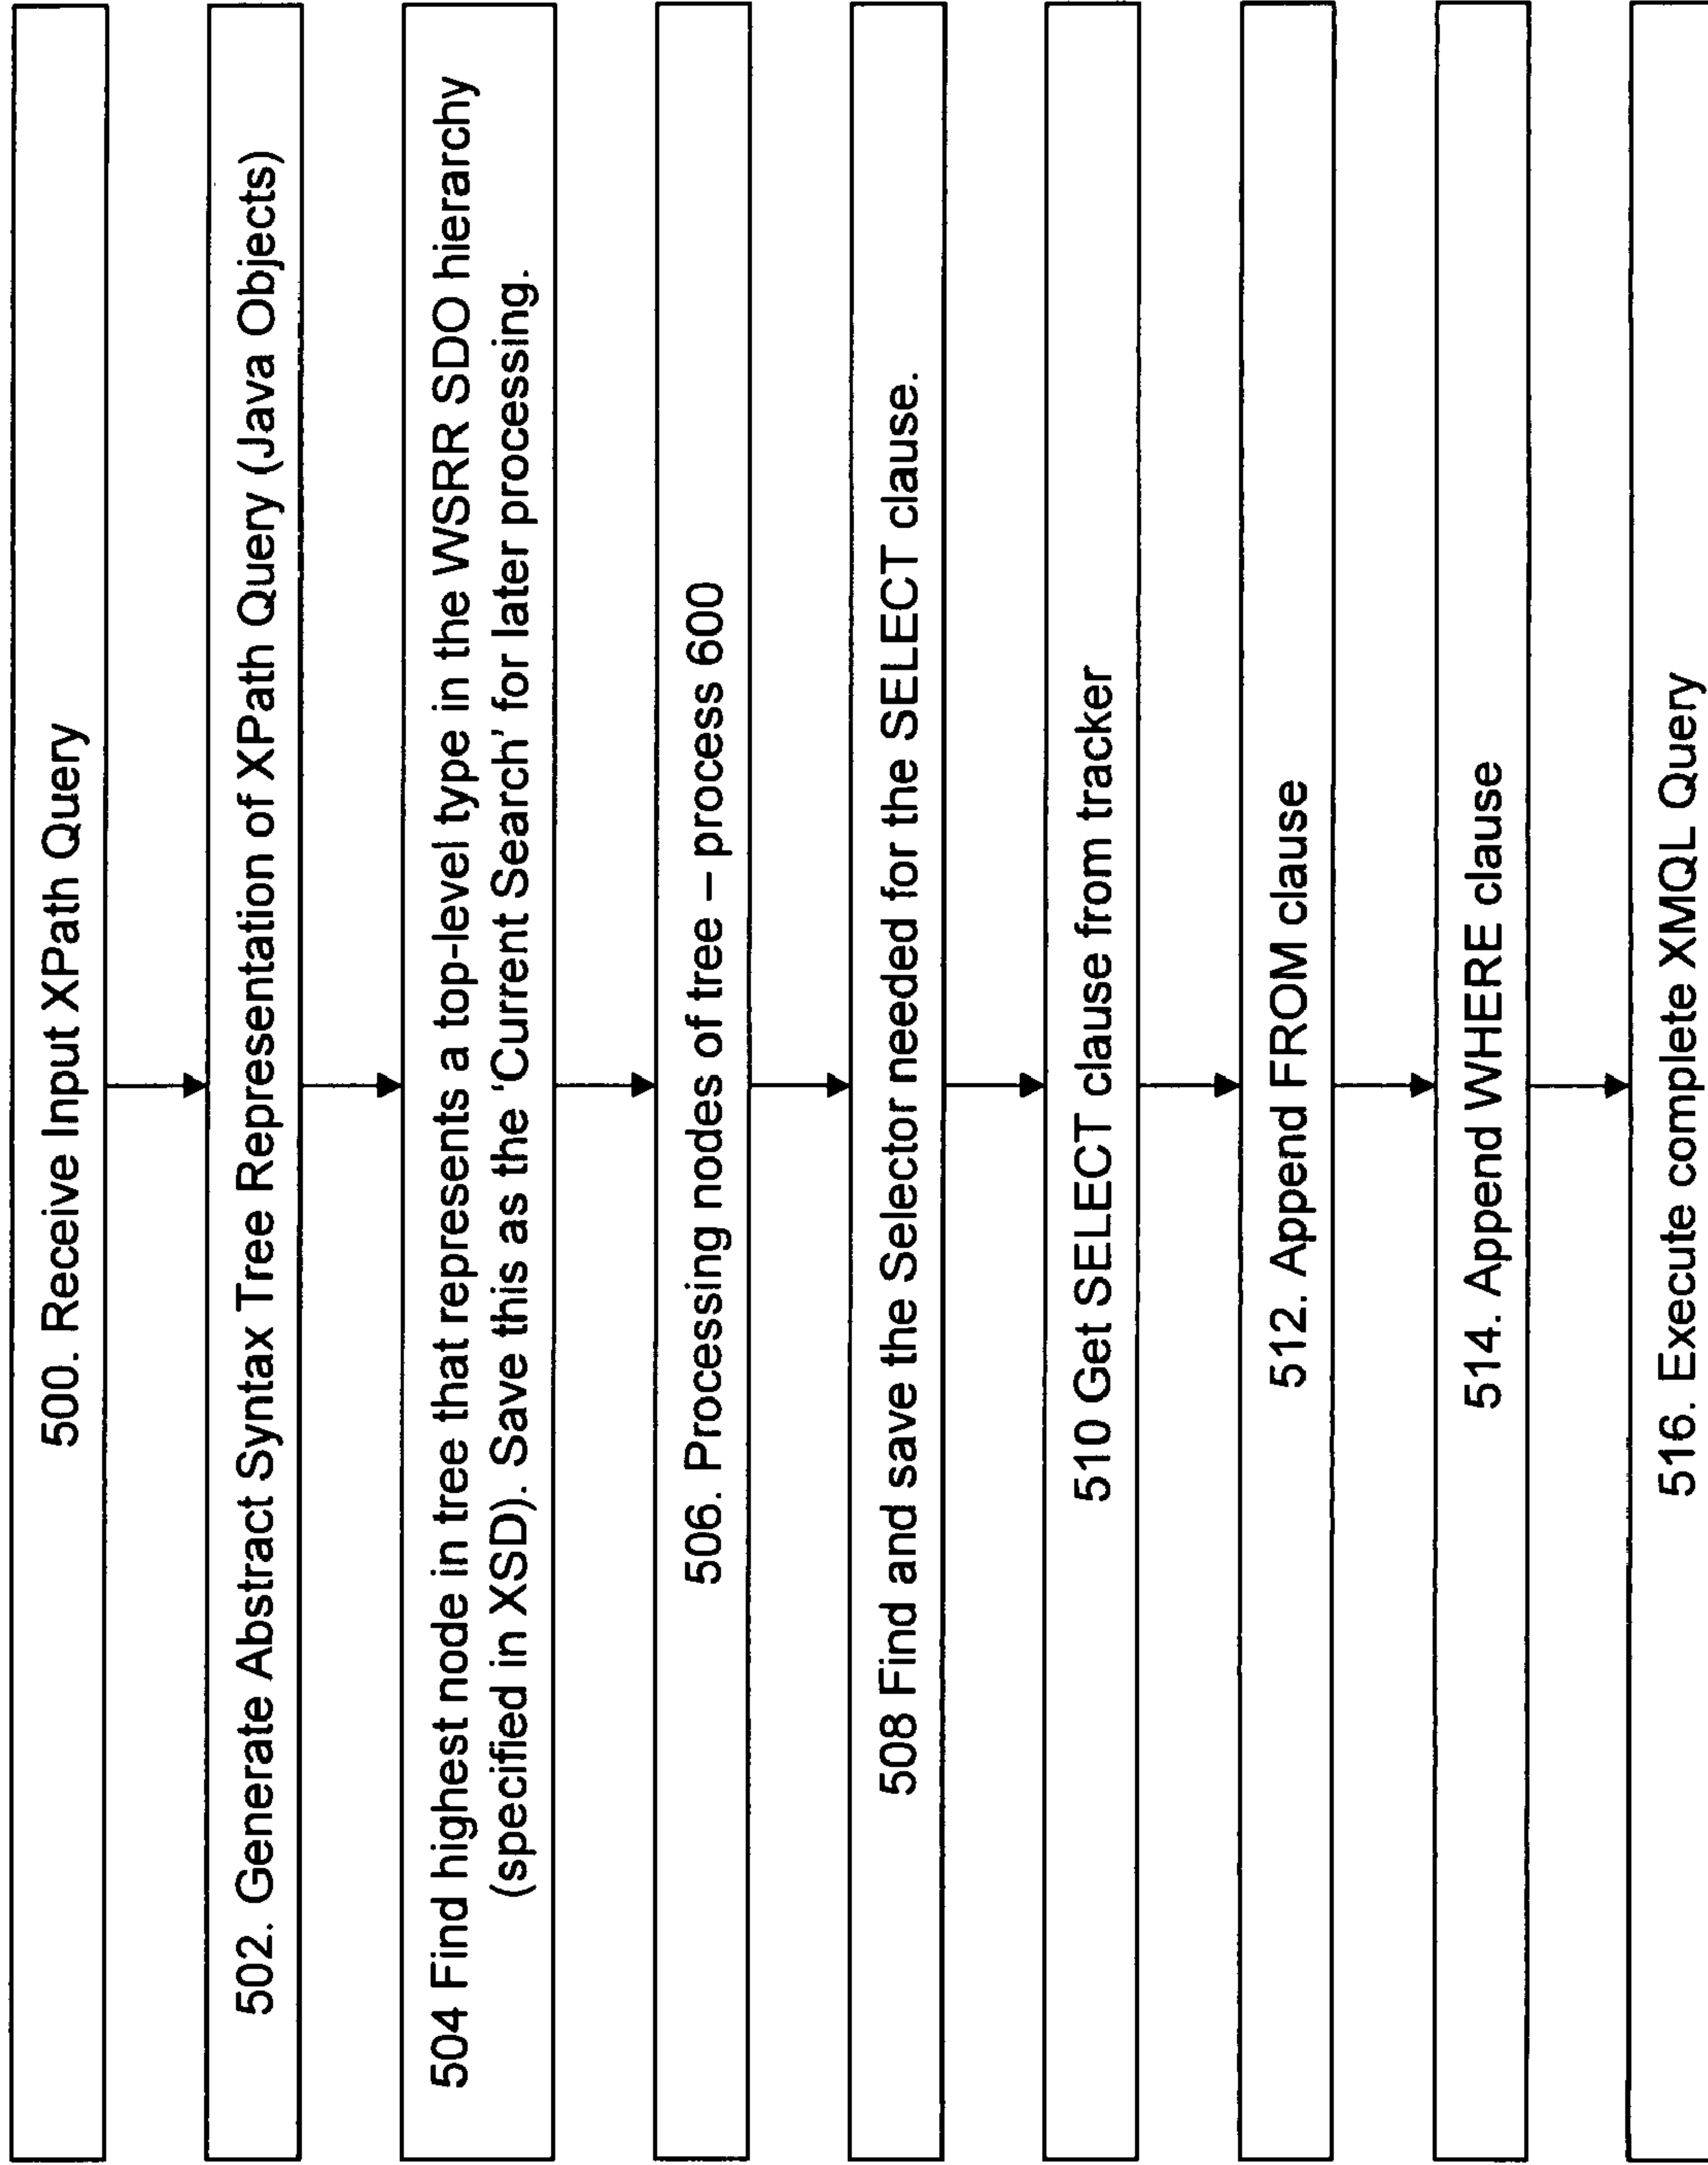 500. Receive Input XPath Query
502. Generate Abstract Syntax Tree Representation of XPath Query (Java Objects)
504 Find highest node in tree that represents a top-level type in the WSRR SDO hierarchy
(specified in XSD). Save this as the 'Current Search' for later processing.
506. Processing nodes of tree – process 600
508 Find and save the Selector needed for the SELECT clause.
510 Get SELECT clause from tracker
512. Append FROM clause
514. Append WHERE clause
516. Execute complete XMQL Query